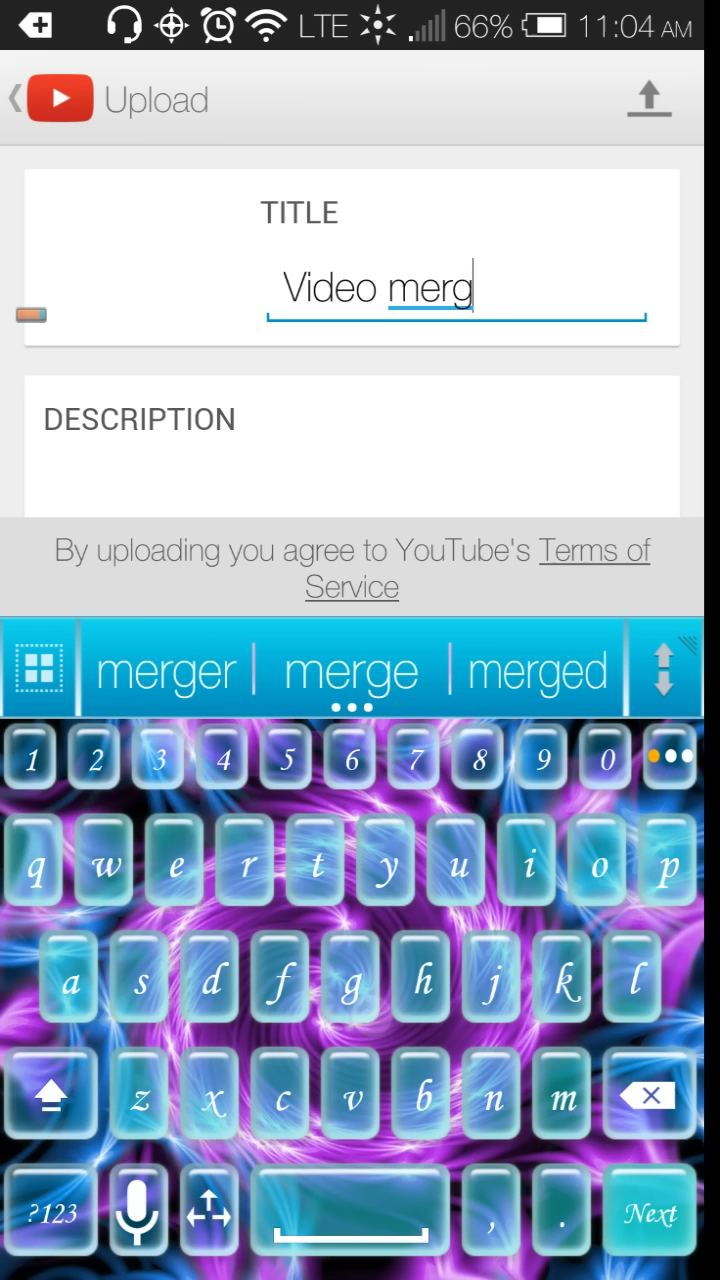 LTE 66% 11:04 AM
Upload
TITLE
Video merg
DESCRIPTION
By uploading you agree to YouTube's Terms of
Service
merger merge merged
1 2 3 4 5 6 7 8 9 0
q w e r t y u i o p
a s d f g h j k l
z x c v b n m
?123 , . Next